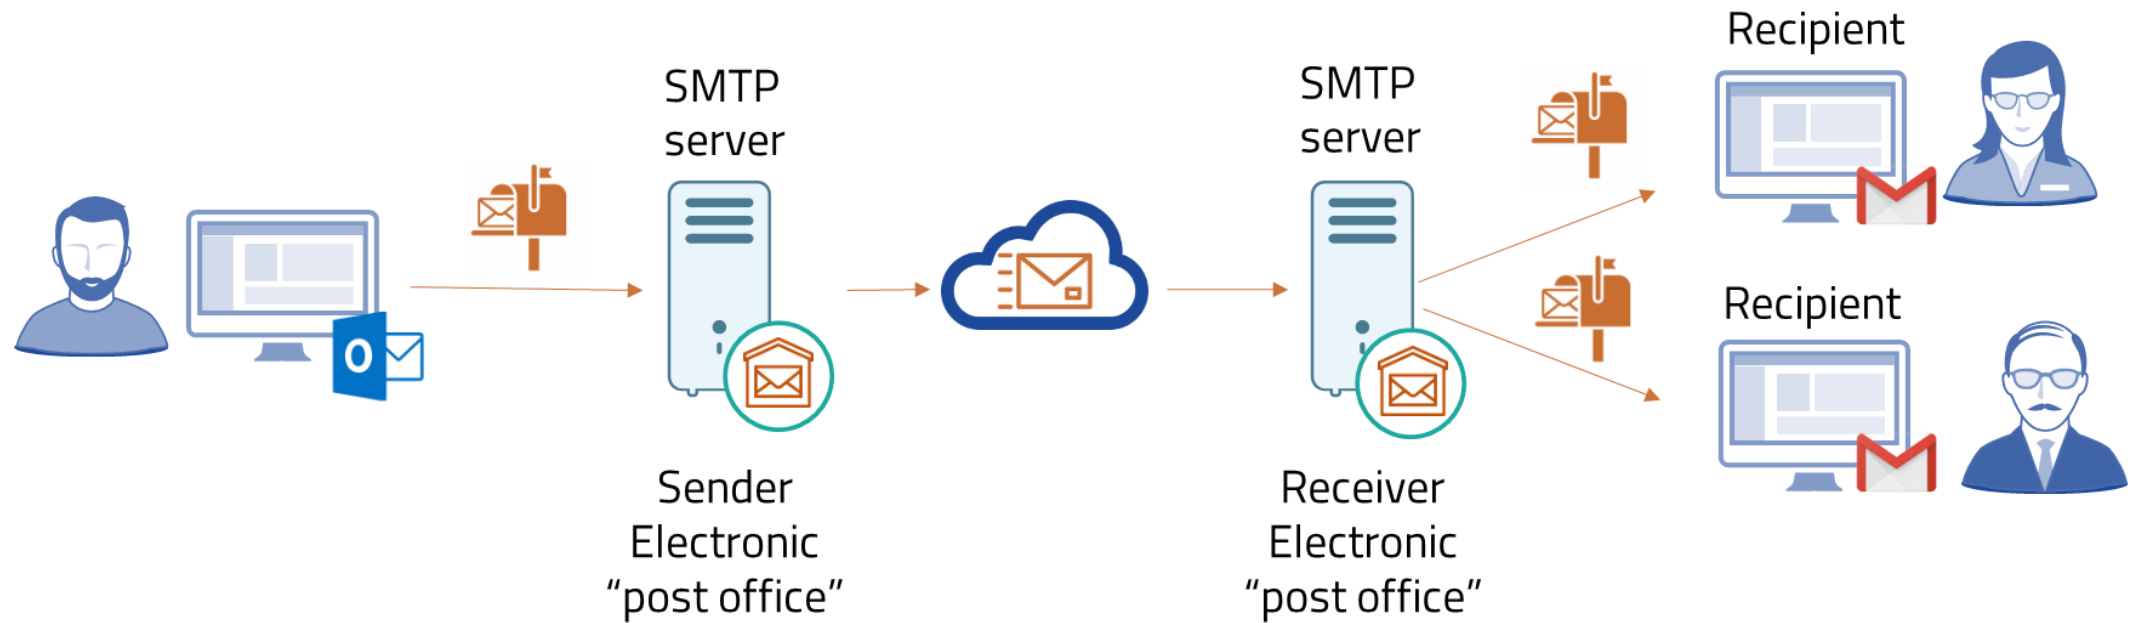 SMTP
server
Sender
Electronic
“post office”
SMTP
server
Receiver
Electronic
“post office”
Recipient
Recipient
O